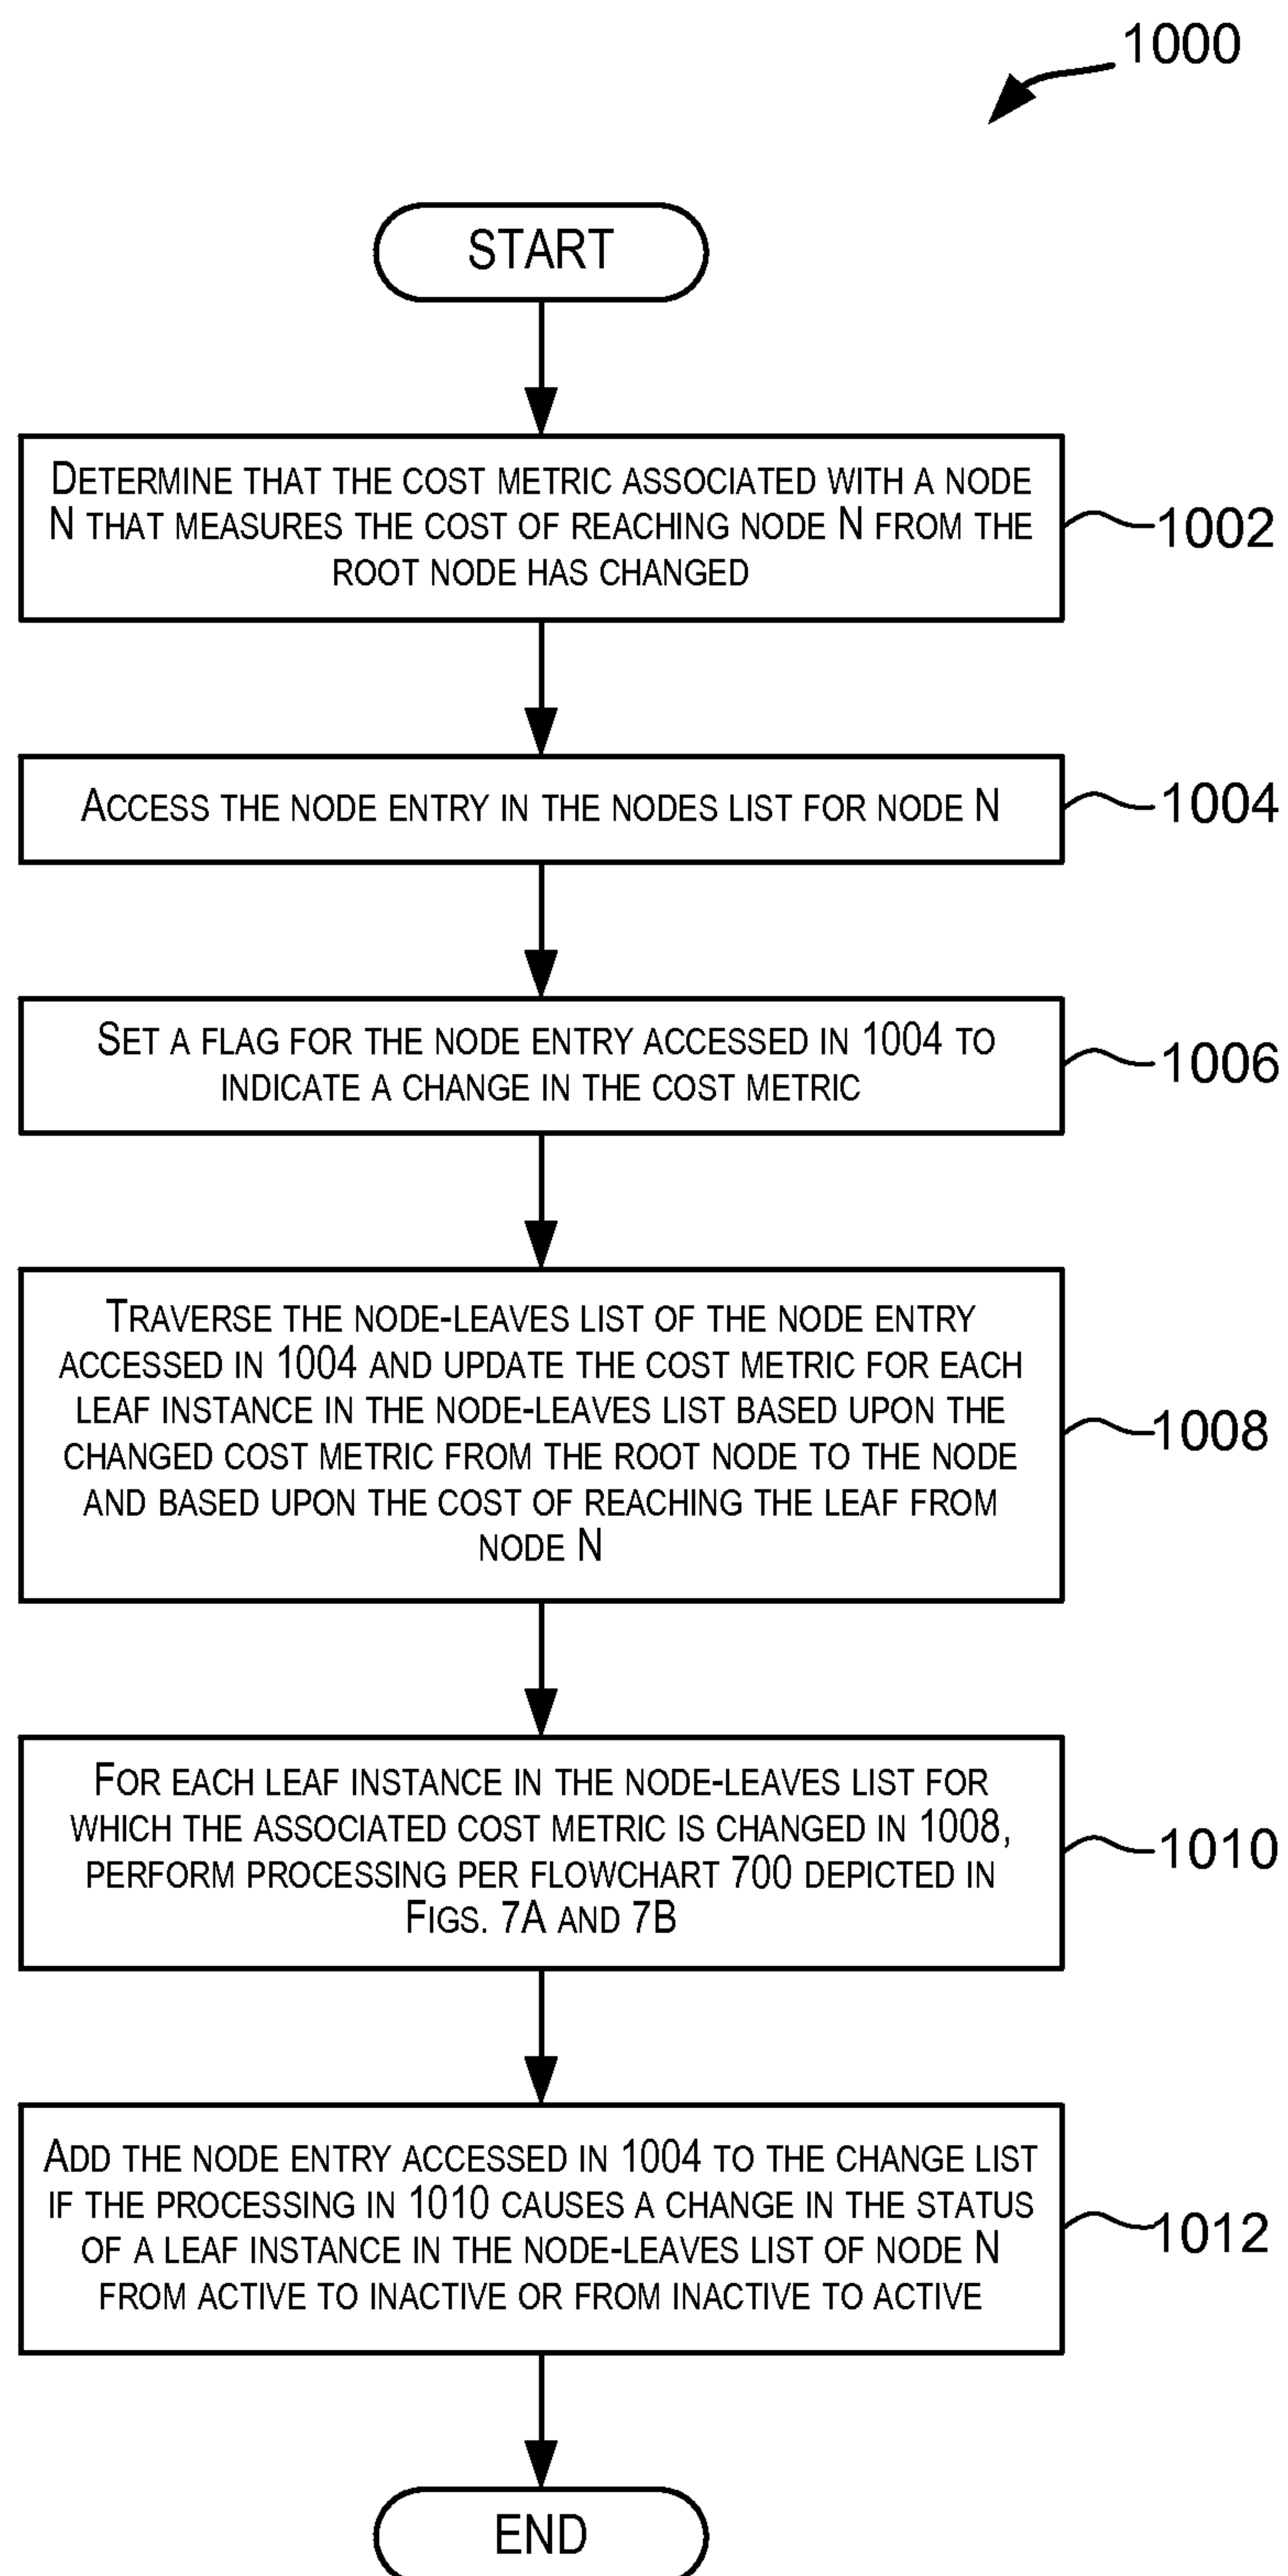 1000
START
DETERMINE THAT THE COST METRIC ASSOCIATED WITH A NODE
N THAT MEASURES THE COST OF REACHING NODE N FROM THE
ROOT NODE HAS CHANGED
1002
ACCESS THE NODE ENTRY IN THE NODES LIST FOR NODE N
1004
SET A FLAG FOR THE NODE ENTRY ACCESSED IN 1004 TO
INDICATE A CHANGE IN THE COST METRIC
1006
TRAVERSE THE NODE-LEAVES LIST OF THE NODE ENTRY
ACCESSED IN 1004 AND UPDATE THE COST METRIC FOR EACH
LEAF INSTANCE IN THE NODE-LEAVES LIST BASED UPON THE
CHANGED COST METRIC FROM THE ROOT NODE TO THE NODE
AND BASED UPON THE COST OF REACHING THE LEAF FROM
NODE N
1008
FOR EACH LEAF INSTANCE IN THE NODE-LEAVES LIST FOR
WHICH THE ASSOCIATED COST METRIC IS CHANGED IN 1008,
PERFORM PROCESSING PER FLOWCHART 700 DEPICTED IN
FIGS. 7A AND 7B
1010
ADD THE NODE ENTRY ACCESSED IN 1004 TO THE CHANGE LIST
IF THE PROCESSING IN 1010 CAUSES A CHANGE IN THE STATUS
OF A LEAF INSTANCE IN THE NODE-LEAVES LIST OF NODE N
FROM ACTIVE TO INACTIVE OR FROM INACTIVE TO ACTIVE
1012
END